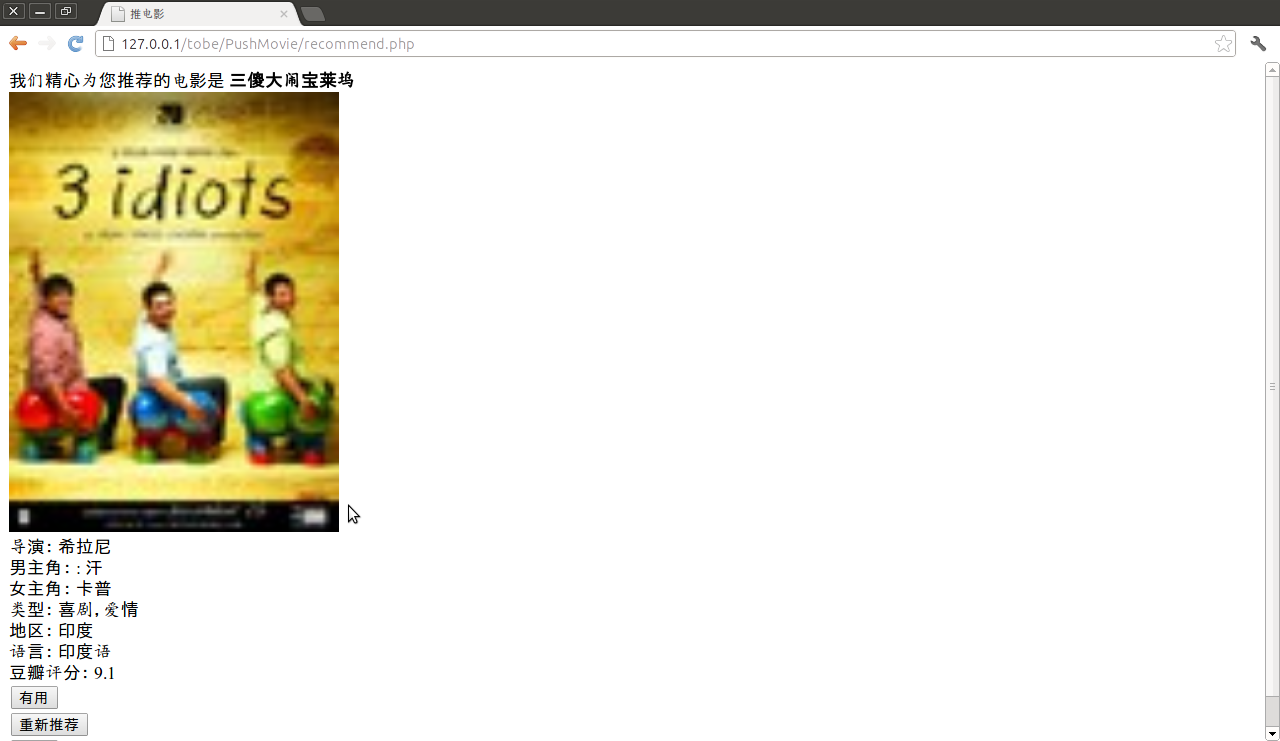 推电影
127.0.0.1/tobe/PushMovie/recommend.php
我们精心为您推荐的电影是 三傻大闹宝莱坞
3 idiots
导演：希拉尼
男主角：: 汗
女主角：卡普
类型：喜剧，爱情
地区：印度
语言：印度语
豆瓣评分：9.1
有用
重新推荐